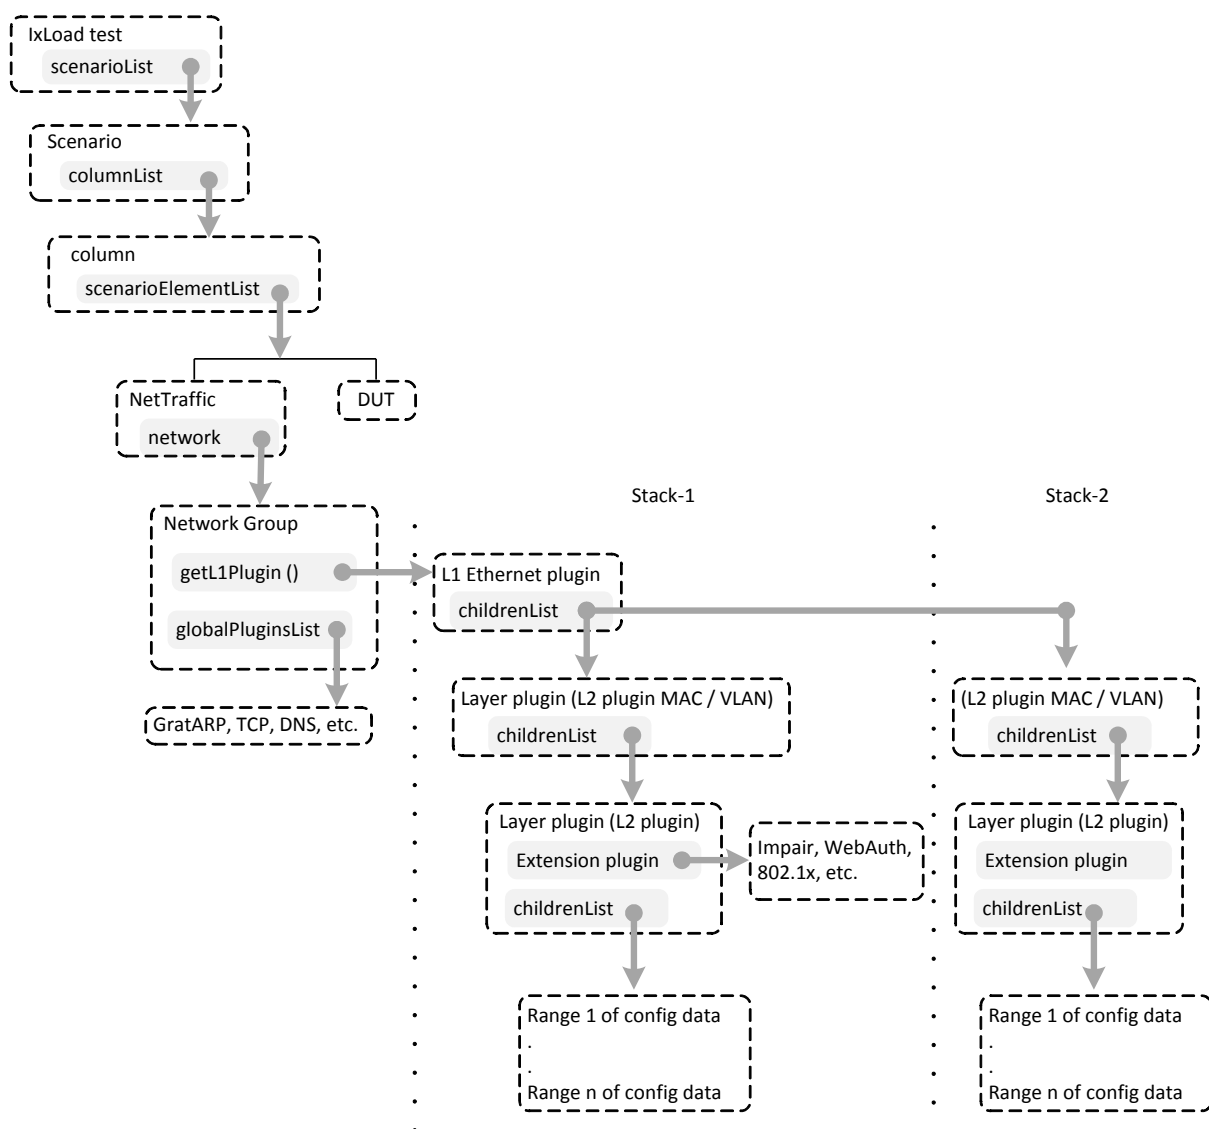 IxLoad test
scenarioList
Scenario
columnList
column
scenarioElementList
NetTraffic
network
DUT
Network Group
getL1Plugin ()
globalPluginsList
GratARP, TCP, DNS, etc.
Stack-1
L1 Ethernet plugin
childrenList
Layer plugin (L2 plugin MAC / VLAN)
childrenList
Layer plugin (L2 plugin)
Extension plugin
childrenList
Impair, WebAuth,
802.1x, etc.
Range 1 of config data
.
.
Range n of config data
Stack-2
(L2 plugin MAC / VLAN)
childrenList
Layer plugin (L2 plugin)
Extension plugin
childrenList
Range 1 of config data
.
.
Range n of config data